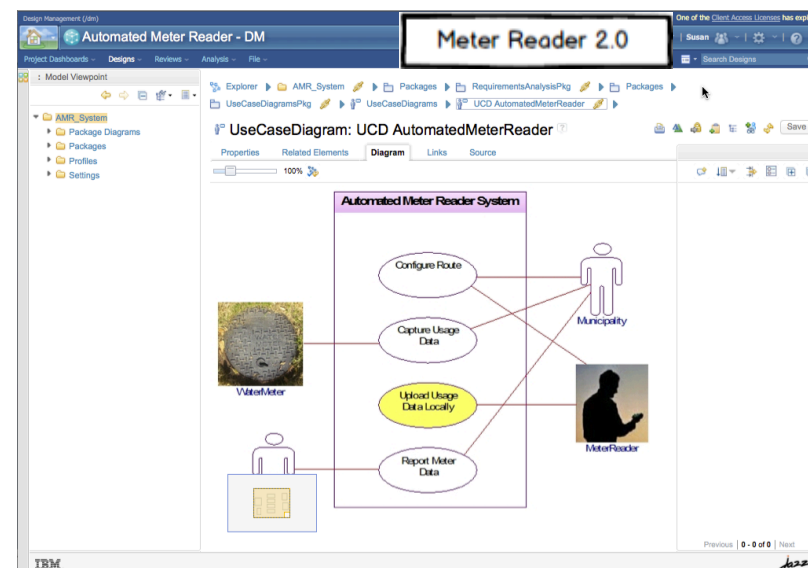 Design Management (/dm)
One of the Client Access Licenses has exp
Automated Meter Reader - DM
Meter Reader 2.0
Susan
Project Dashboards
Designs
Reviews
Analysis
File
Search Designs
: Model Viewpoint
Explorer
AMR_System
Packages
RequirementsAnalysisPkg
Packages
UseCaseDiagramsPkg
UseCaseDiagrams
UCD AutomatedMeterReader
AMR_System
Package Diagrams
Packages
Profiles
Settings
UseCaseDiagram: UCD AutomatedMeterReader
Save
Properties
Related Elements
Diagram
Links
Source
100%
Automated Meter Reader System
Configure Route
Municipality
Capture Usage
Data
WaterMeter
Upload Usage
Data Locally
MeterReader
Report Meter
Data
Previous | 0 - 0 of 0 | Next
IBM
Jazz